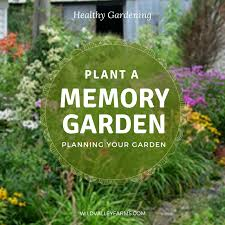 Healthy Gardening
PLANT A
MEMORY
GARDEN
PLANNING YOUR GARDEN
WILDVALLEYFARMS.COM